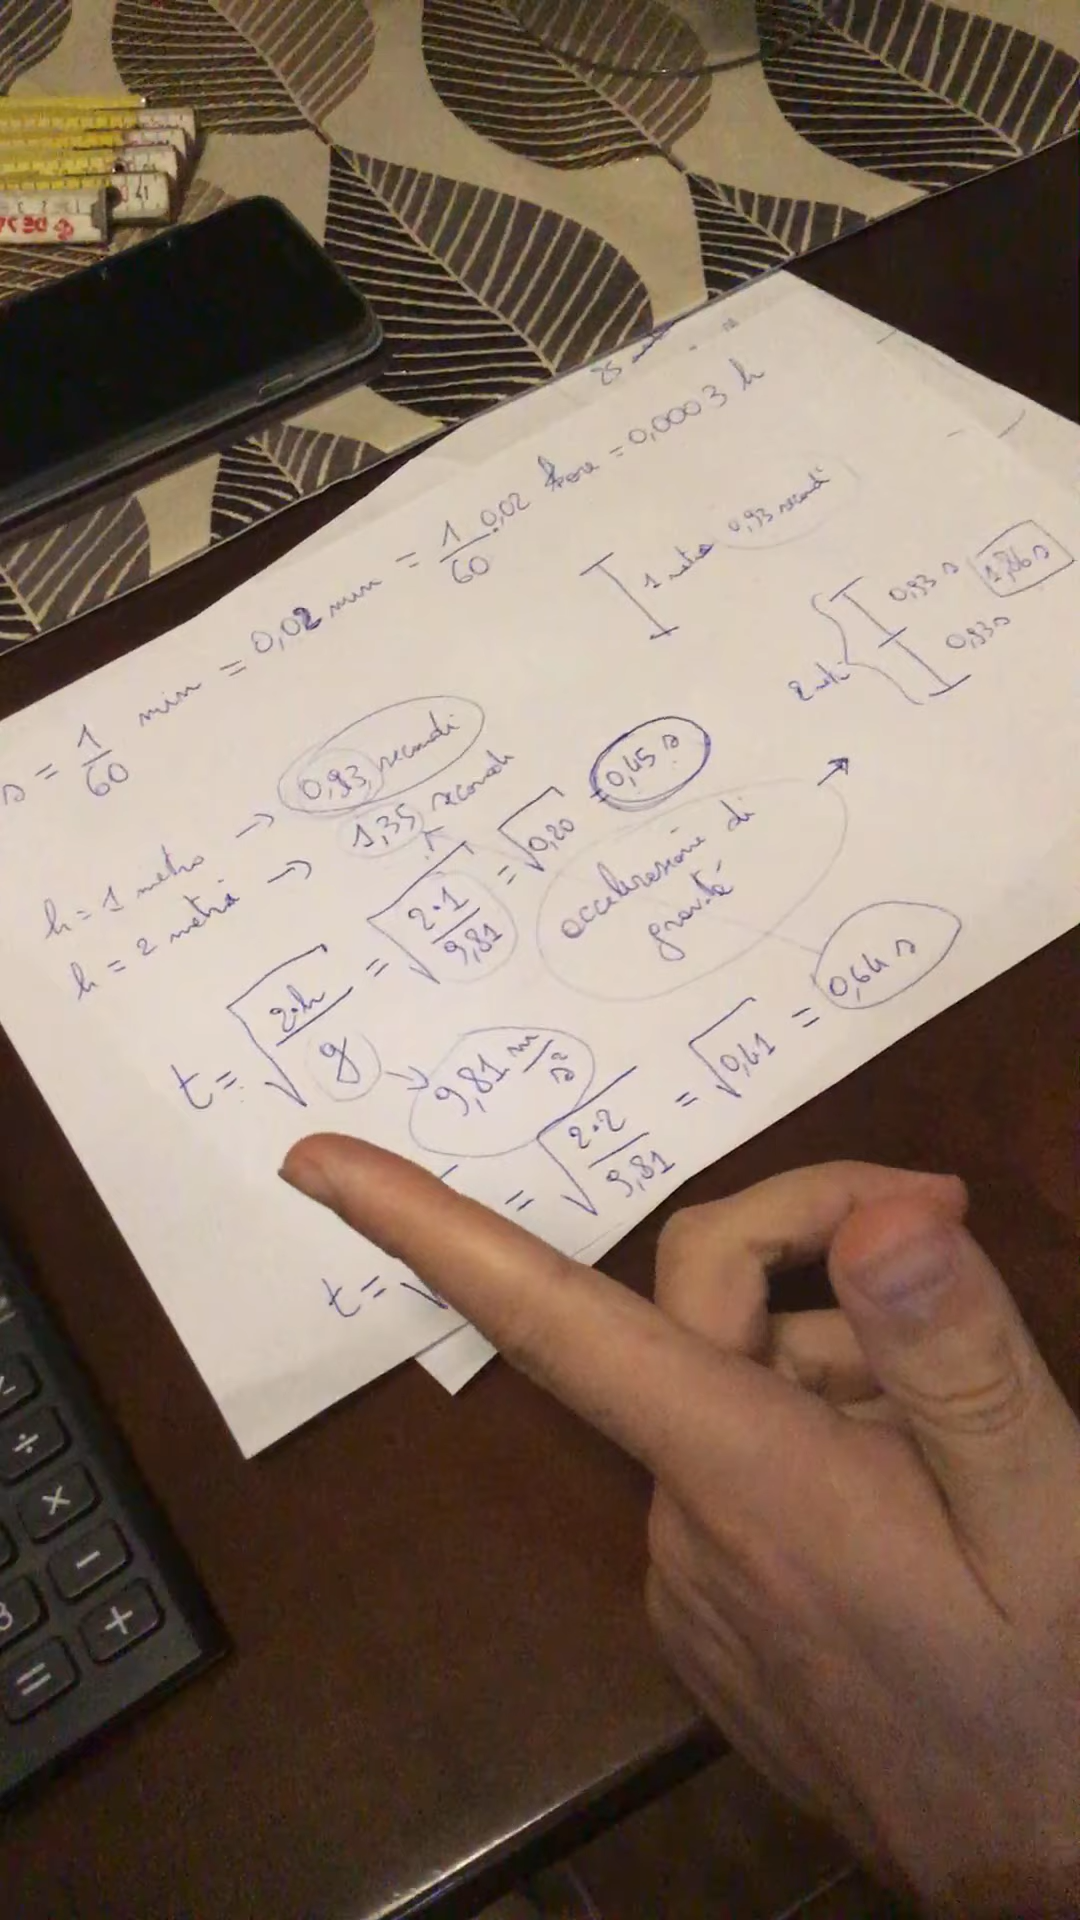 s = 1/60 min = 0,02 min = 1/60 · 0,02 ore = 0,0003 h
25
1 metro 0,93 secondi
2 metri
0,93 s
0,93 s
1,86 s
h = 1 metro → 0,93 secondi
h = 2 metri → 1,35 secondi
t = √(2·h/g) = √(2·1/9,81) = √0,20 = 0,45 s
9,81 m/s²
accelerazione di
gravità
t = √ = √(2·2/9,81) = √0,41 = 0,64 s
÷
×
-
+
3
=